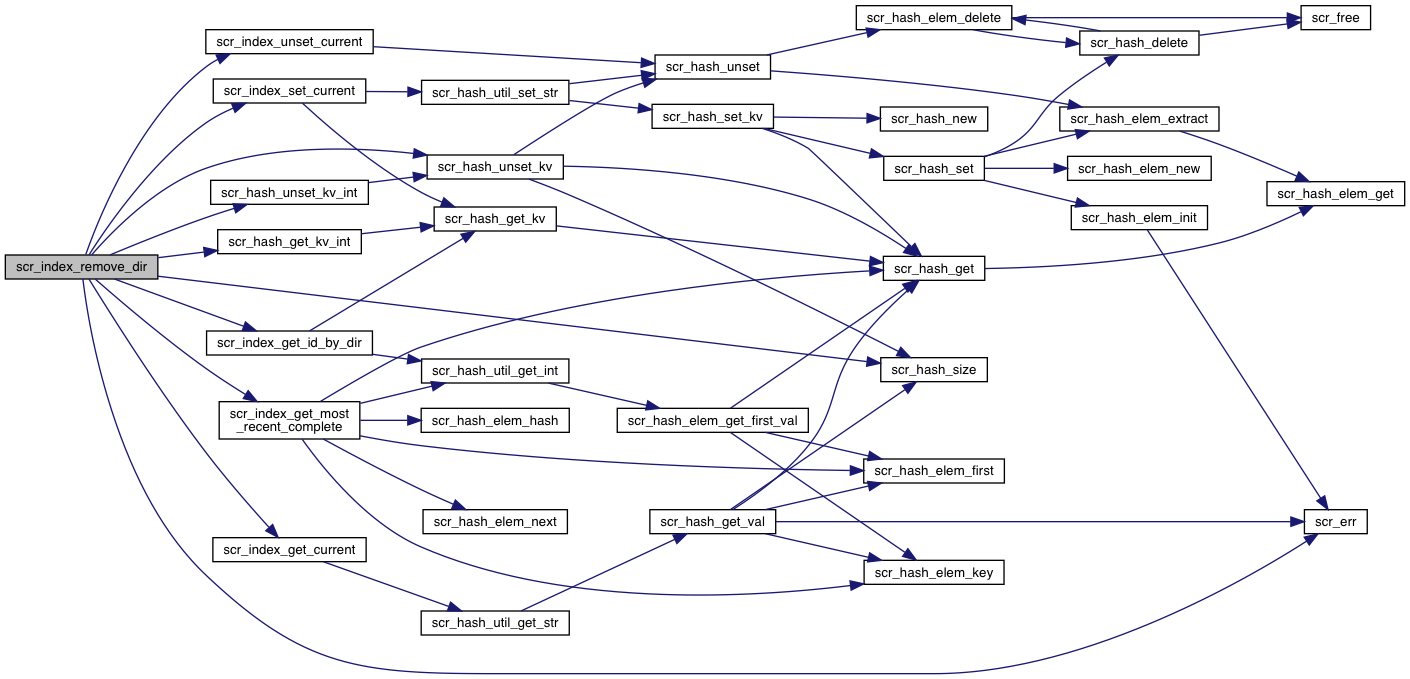 scr_index_remove_dir
scr_index_unset_current
scr_index_set_current
scr_hash_unset_kv_int
scr_hash_get_kv_int
scr_index_get_id_by_dir
scr_index_get_most
_recent_complete
scr_index_get_current
scr_hash_util_set_str
scr_hash_unset_kv
scr_hash_get_kv
scr_hash_util_get_int
scr_hash_elem_hash
scr_hash_elem_next
scr_hash_util_get_str
scr_hash_unset
scr_hash_set_kv
scr_hash_elem_get_first_val
scr_hash_get_val
scr_hash_elem_delete
scr_hash_new
scr_hash_set
scr_hash_get
scr_hash_size
scr_hash_elem_first
scr_hash_elem_key
scr_hash_delete
scr_hash_elem_extract
scr_hash_elem_new
scr_hash_elem_init
scr_free
scr_hash_elem_get
scr_err